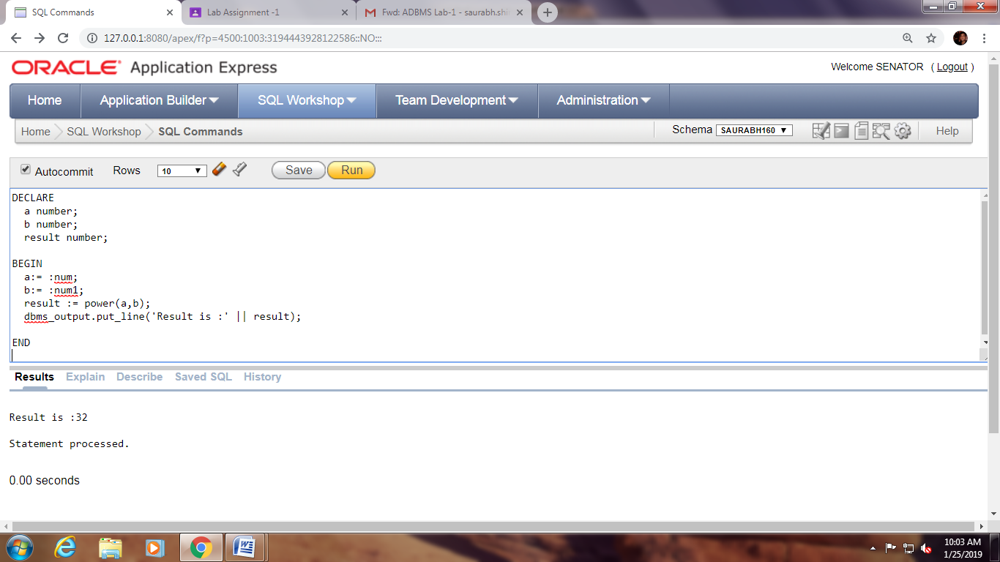 SQL Commands
Lab Assignment -1
Fwd: ADBMS Lab-1 - saurabh.shi
127.0.0.1:8080/apex/f?p=4500:1003:3194443928122586::NO:::
ORACLE Application Express
Welcome SENATOR ( Logout )
Home Application Builder SQL Workshop Team Development Administration
Home SQL Workshop SQL Commands Schema SAURABH160 Help
Autocommit Rows 10 Save Run
DECLARE
a number;
b number;
result number;
BEGIN
a:= :num;
b:= :num1;
result := power(a,b);
dbms_output.put_line('Result is :' || result);
END
Results Explain Describe Saved SQL History
Result is :32
Statement processed.
0.00 seconds
10:03 AM
1/25/2019